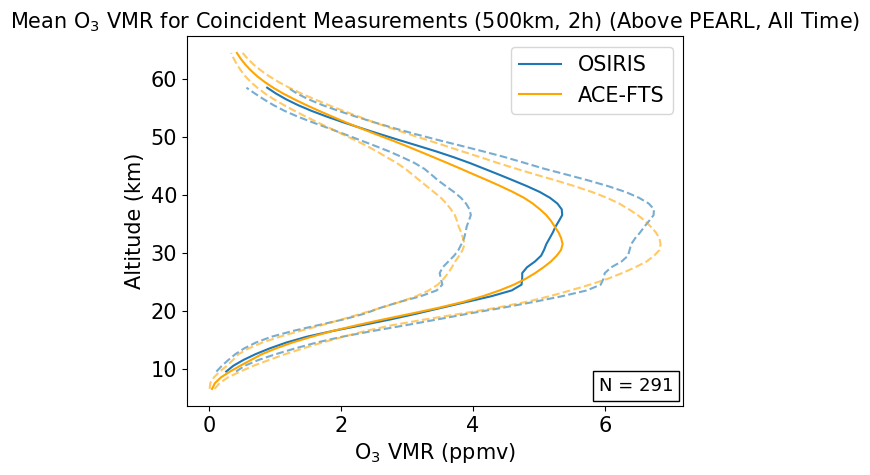 Mean O₃ VMR for Coincident Measurements (500km, 2h) (Above PEARL, All Time)
OSIRIS
ACE-FTS
60
50
40
30
20
10
Altitude (km)
N = 291
0 2 4 6
O₃ VMR (ppmv)